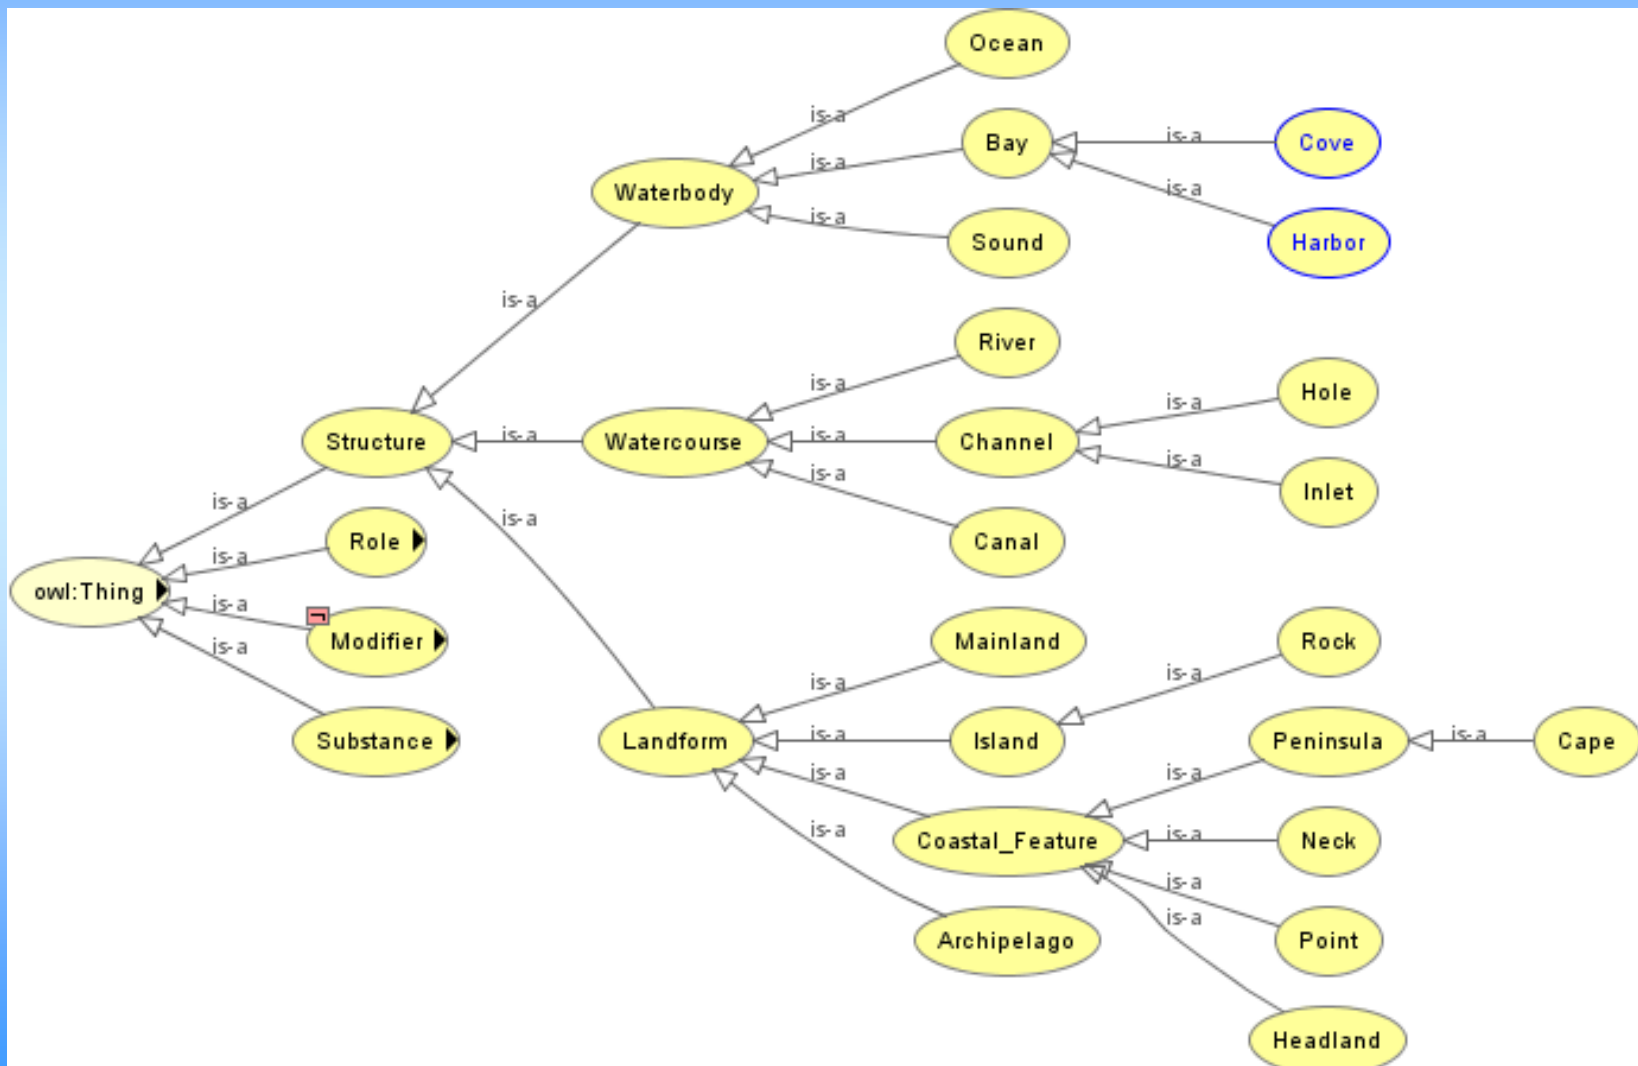 Ocean
is-a
Bay
is-a
Cove
is-a
Waterbody
is-a
is-a
Harbor
is-a
Sound
is-a
River
is-a
Hole
is-a
Structure
is-a
Watercourse
is-a
Channel
is-a
is-a
Inlet
is-a
is-a
is-a
Canal
Role
is-a
owl:Thing
is-a
Modifier
is-a
Mainland
Rock
is-a
is-a
Substance
Landform
is-a
Island
Peninsula
is-a
Cape
is-a
is-a
is-a
Coastal_Feature
is-a
Neck
is-a
is-a
Archipelago
Point
Headland